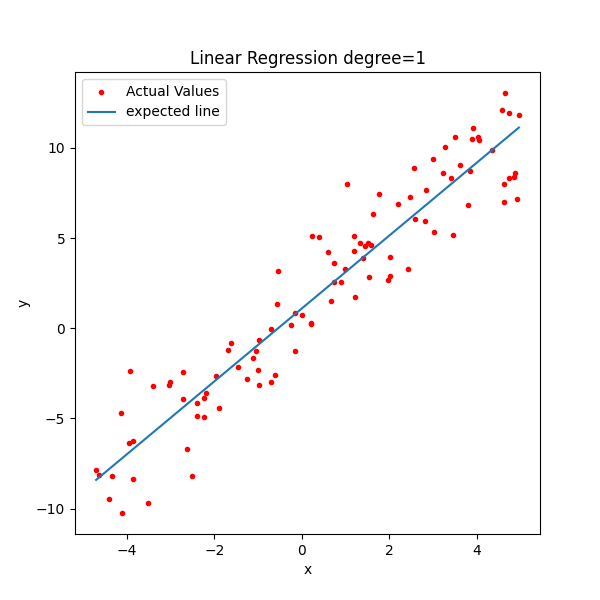 Linear Regression degree=1
Actual Values
expected line
10
5
0
−5
−10
y
−4
−2
0
2
4
x